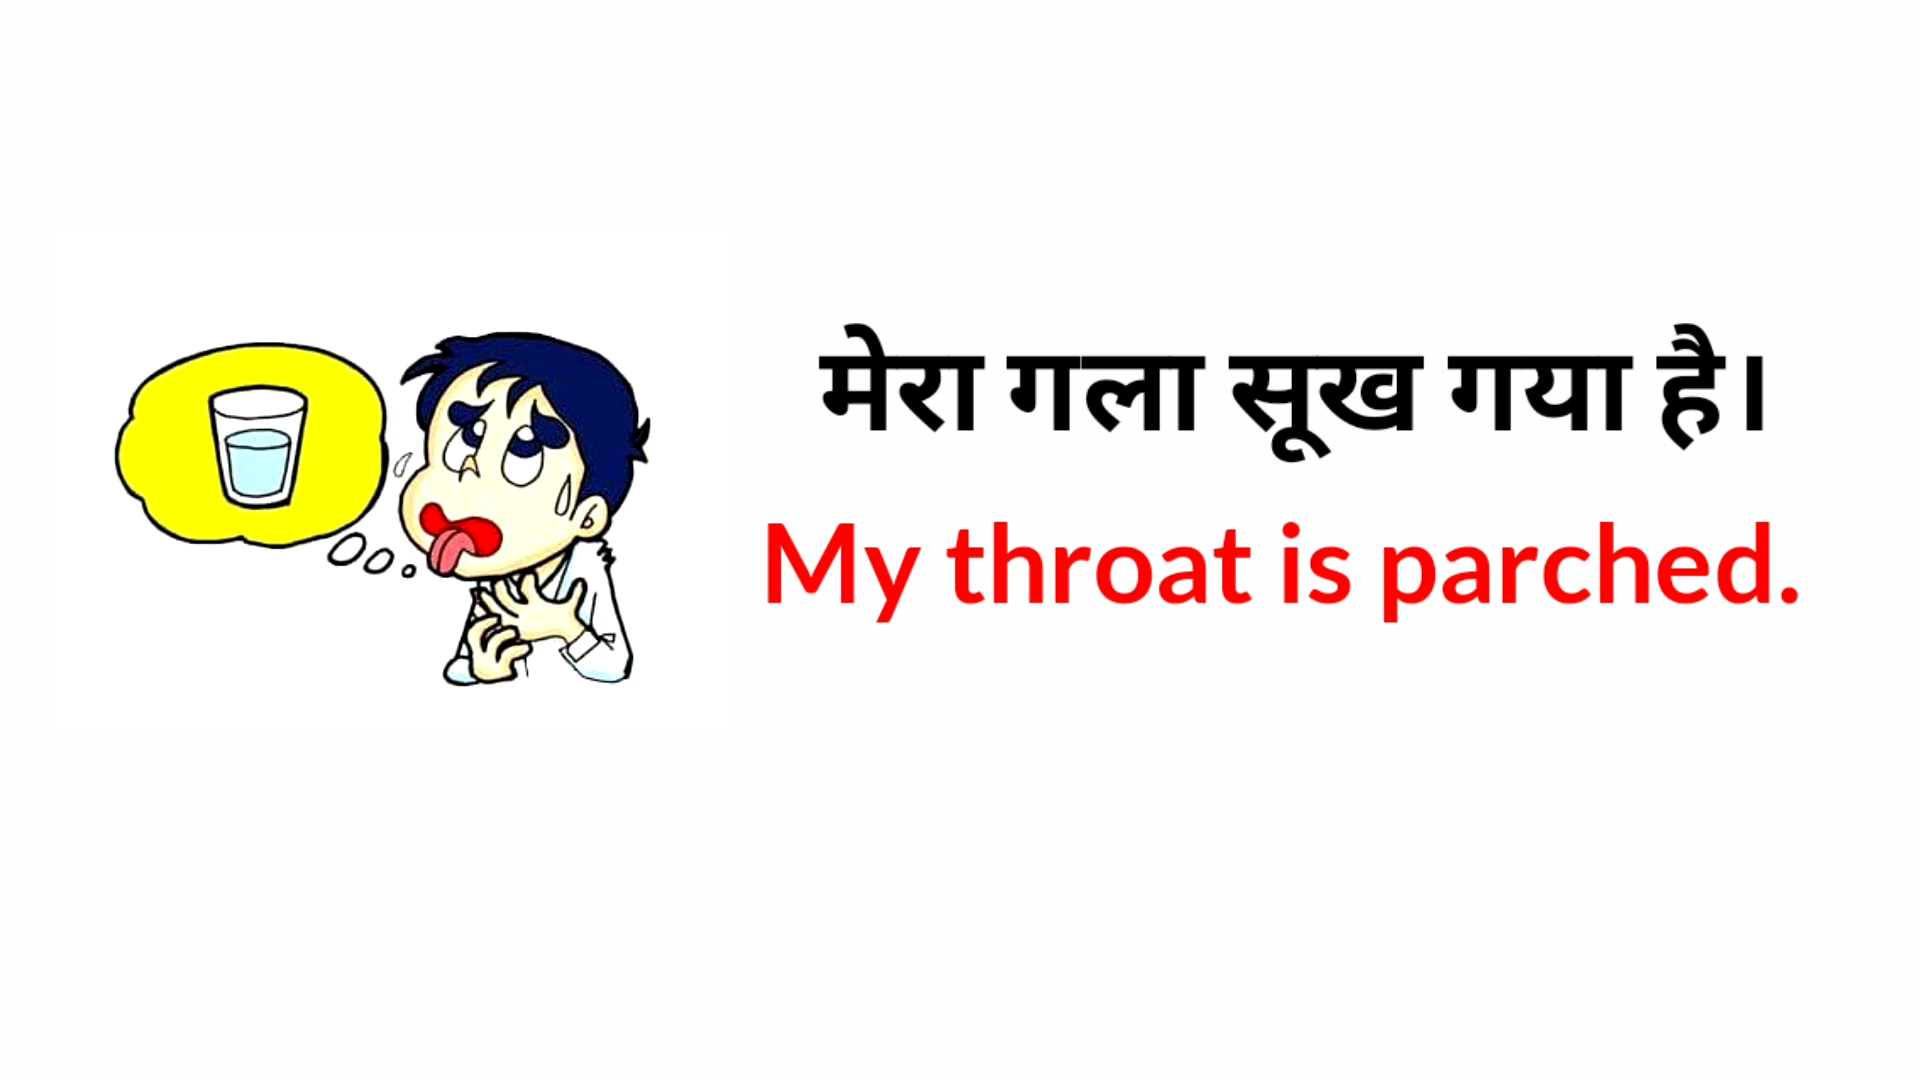 मेरा गला सूख गया है।
My throat is parched.